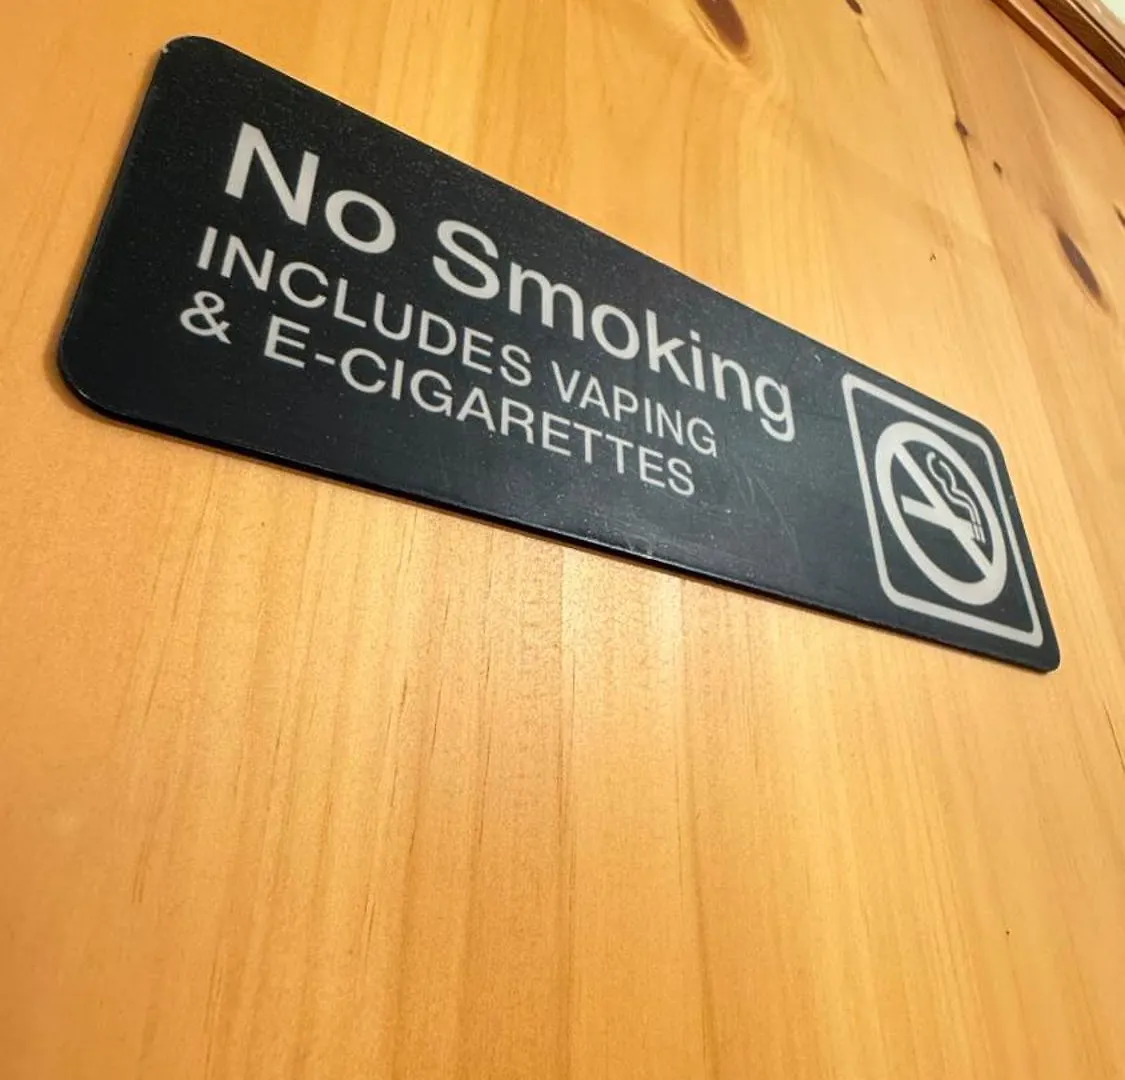 No Smoking
INCLUDES VAPING
& E-CIGARETTES